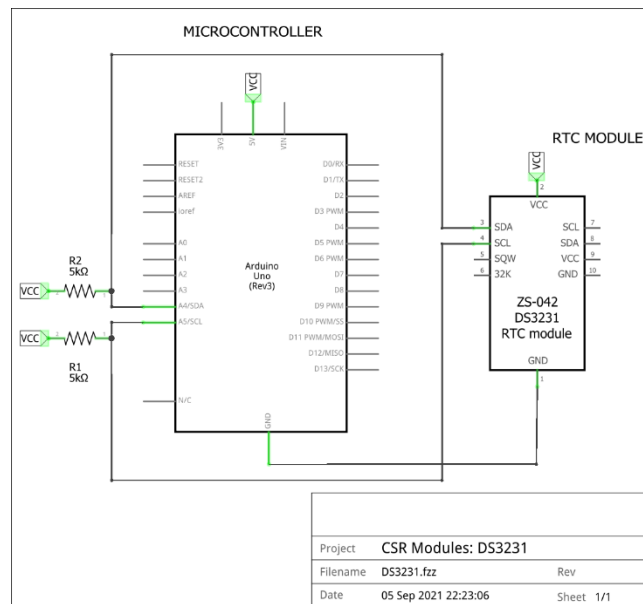 MICROCONTROLLER
VCC
3V3
5V
VIN
RESET
RESET2
AREF
ioref
A0
A1
A2
A3
A4/SDA
A5/SCL
N/C
Arduino
Uno
(Rev3)
D0/RX
D1/TX
D2
D3 PWM
D4
D5 PWM
D6 PWM
D7
D8
D9 PWM
D10 PWM/SS
D11 PWM/MOSI
D12/MISO
D13/SCK
GND
R2
5kΩ
VCC
VCC
R1
5kΩ
RTC MODULE
VCC
2
VCC
3 SDA SCL 7
4 SCL SDA 8
5 SQW VCC 9
6 32K GND 10
ZS-042
DS3231
RTC module
GND
1
Project CSR Modules: DS3231
Filename DS3231.fzz Rev
Date 05 Sep 2021 22:23:06 Sheet 1/1